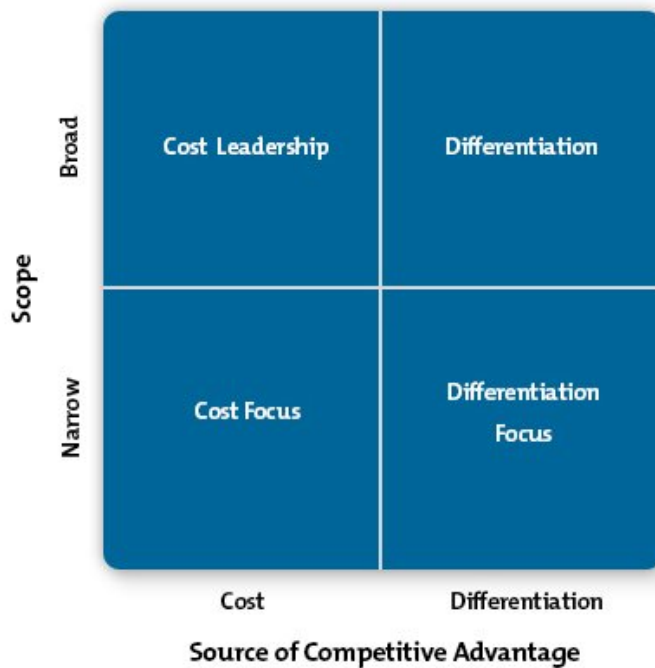 Broad
Cost Leadership
Differentiation
Scope
Narrow
Cost Focus
Differentiation
Focus
Cost
Differentiation
Source of Competitive Advantage